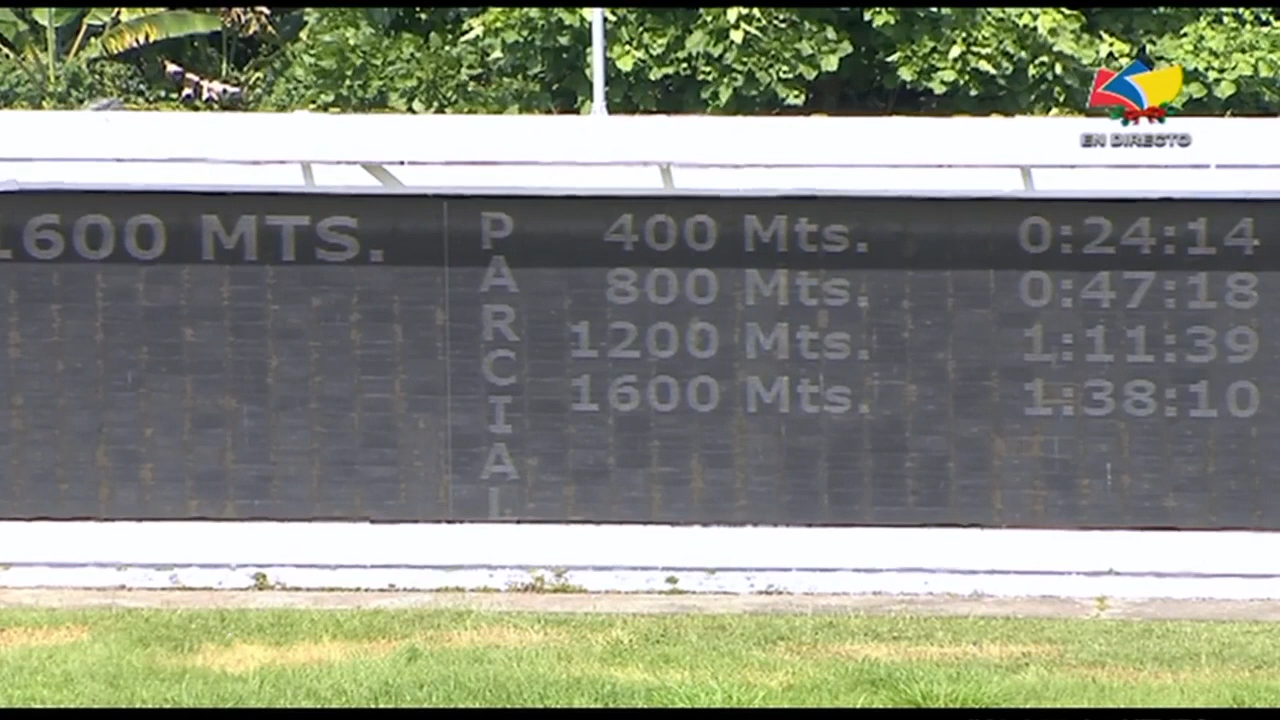 EN DIRECTO
1600 MTS.
PARCIAL
400 Mts. 0:24:14
800 Mts. 0:47:18
1200 Mts. 1:11:39
1600 Mts. 1:38:10